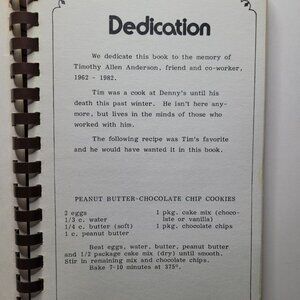 Dedication
We dedicate this book to the memory of
Timothy Allen Anderson, friend and co-worker,
1962 - 1982.
Tim was a cook at Denny's until his
death this past winter. He isn't here any-
more, but lives in the minds of those who
worked with him.
The following recipe was Tim's favorite
and he would have wanted it in this book.
PEANUT BUTTER-CHOCOLATE CHIP COOKIES
2 eggs 1 pkg. cake mix (choco-
1/3 c. water late or vanilla)
1/4 c. butter (soft) 1 pkg. chocolate chips
1 c. peanut butter
Beat eggs, water, butter, peanut butter
and 1/2 package cake mix (dry) until smooth.
Stir in remaining mix and chocolate chips.
Bake 7-10 minutes at 375°.